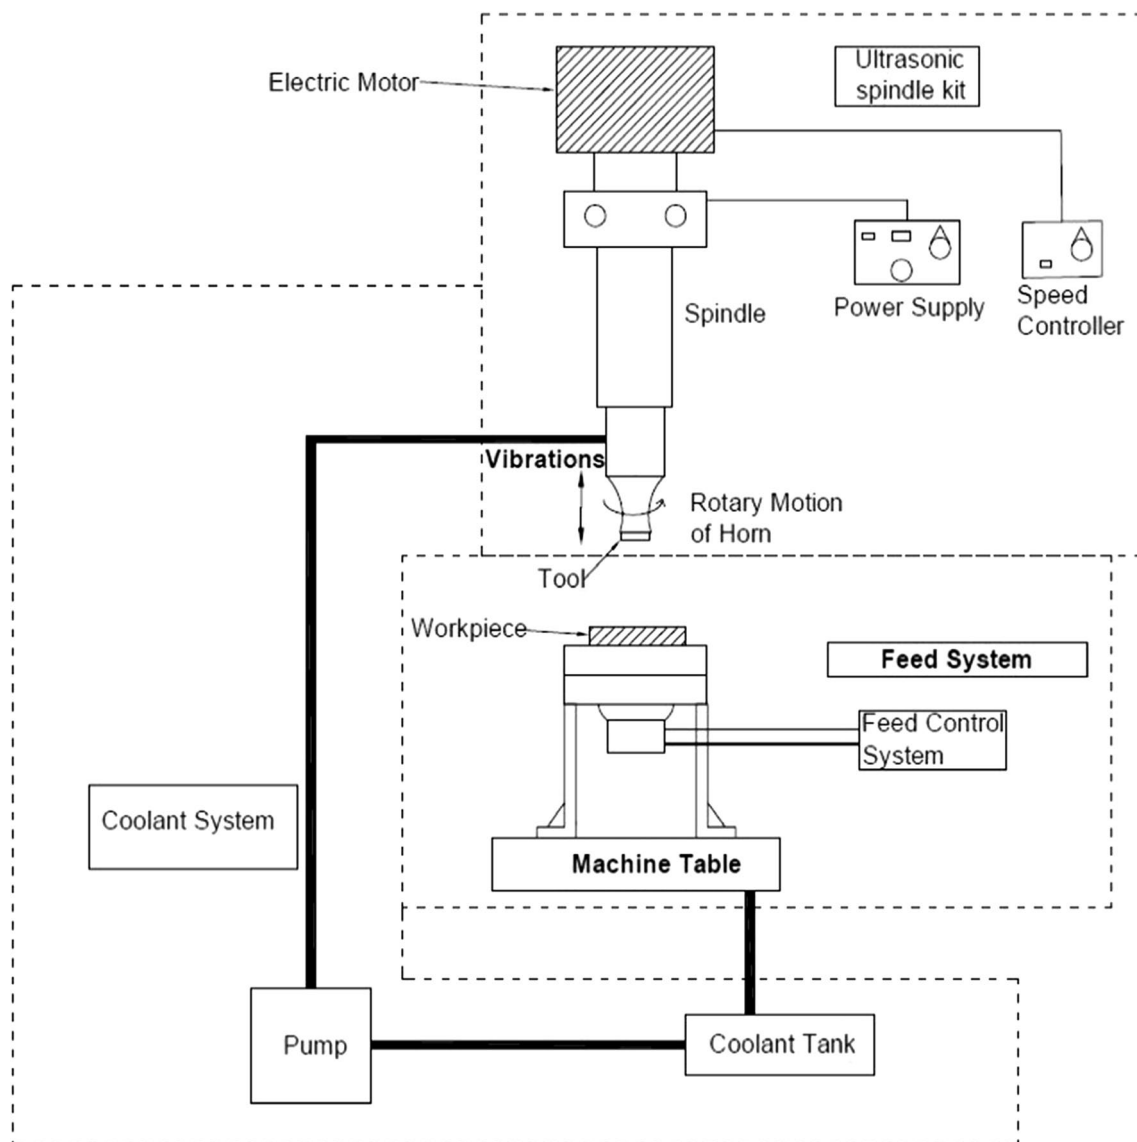 Electric Motor
Ultrasonic
spindle kit
Spindle
Power Supply
Speed
Controller
Vibrations
Rotary Motion
of Horn
Tool
Workpiece
Feed System
Feed Control
System
Coolant System
Machine Table
Pump
Coolant Tank